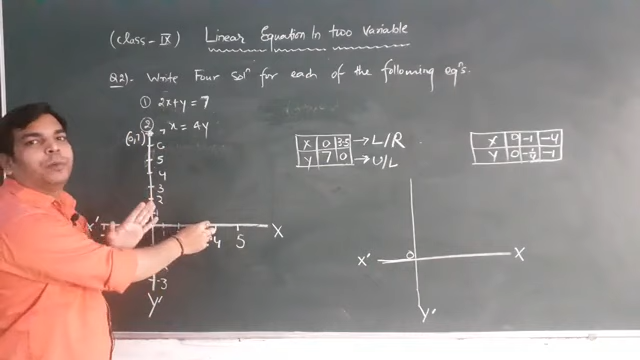 (class-IX) Linear Equation In two variable
Q2) Write Four solⁿ for each of the following eqⁿs.
① 2x+y = 7
② x = 4y
X 0 3.5 → L/R
Y 7 0 → U/L
X 0 -1 -4
Y 0 -1/4 -1
(0,7) 7
6
5
4
3
2
X' 4 5 X
-3
Y'
X' O X
Y'